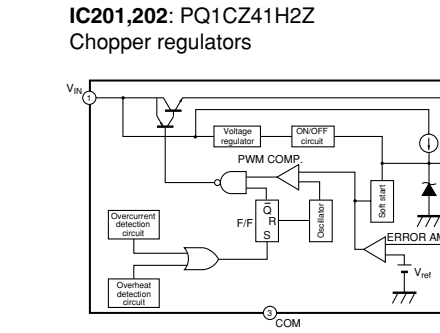 IC201,202: PQ1CZ41H2Z
Chopper regulators
VIN
1
Voltage
regulator
ON/OFF
circuit
PWM COMP.
Soft start
Overcurrent
detection
circuit
F/F
Q
R
S
Oscillator
ERROR AM
Vref
Overheat
detection
circuit
3
COM